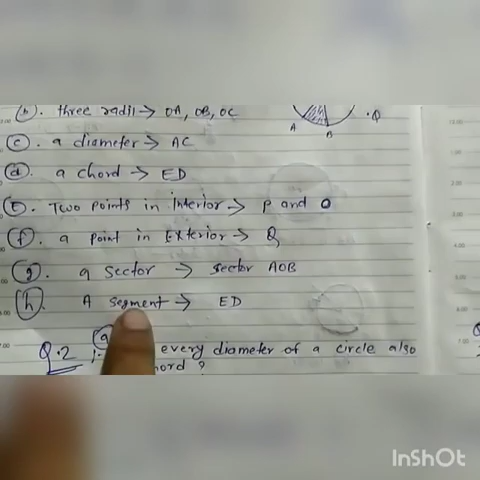 (b). three radii → OA, OB, OC
A
B
.Q
(c). a diameter → AC
(d). a chord → ED
(E). Two points in interior → P and O
(f). a point in Exterior → Q
(g). a sector → sector AOB
(h). A segment → ED
Q.2 (a) every diameter of a circle also
hord ?
InShOt